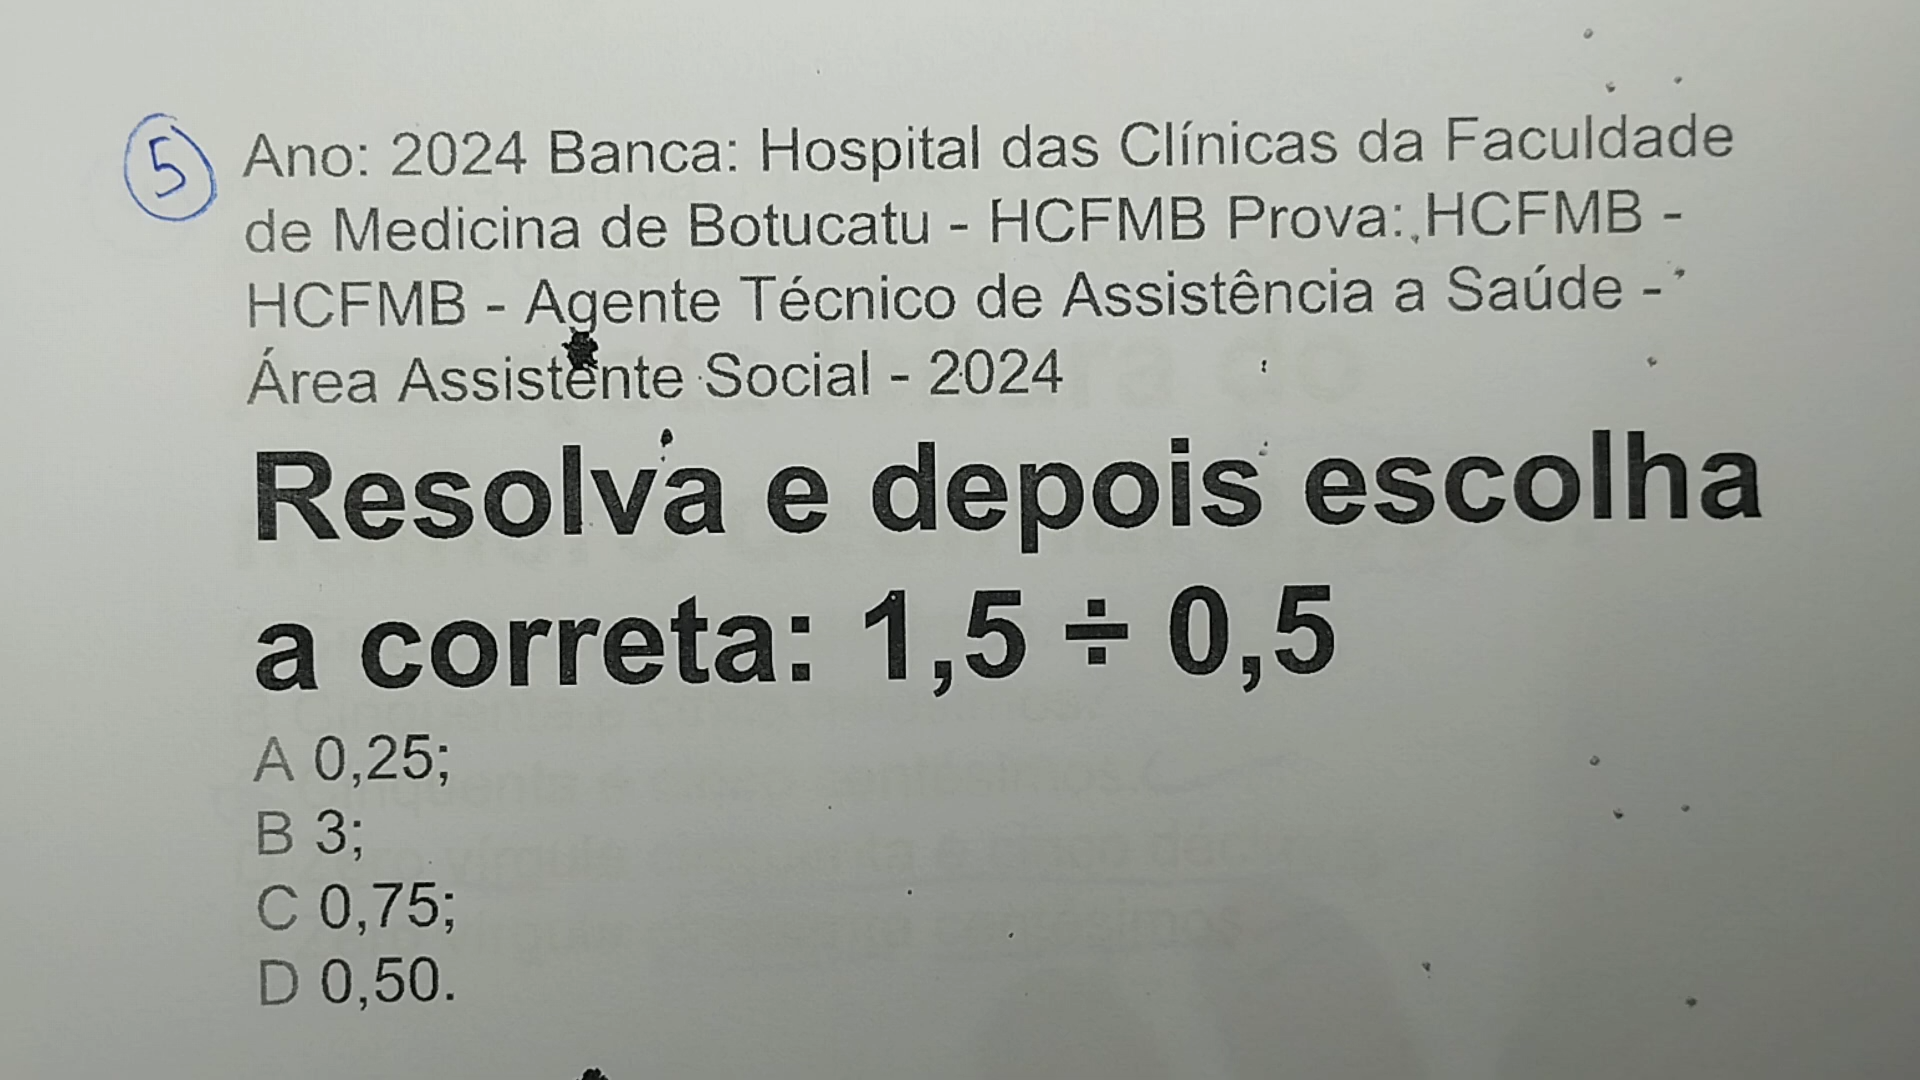 5 Ano: 2024 Banca: Hospital das Clínicas da Faculdade
de Medicina de Botucatu - HCFMB Prova: HCFMB -
HCFMB - Agente Técnico de Assistência a Saúde -
Área Assistente Social - 2024
Resolva e depois escolha
a correta: 1,5 ÷ 0,5
A 0,25;
B 3;
C 0,75;
D 0,50.